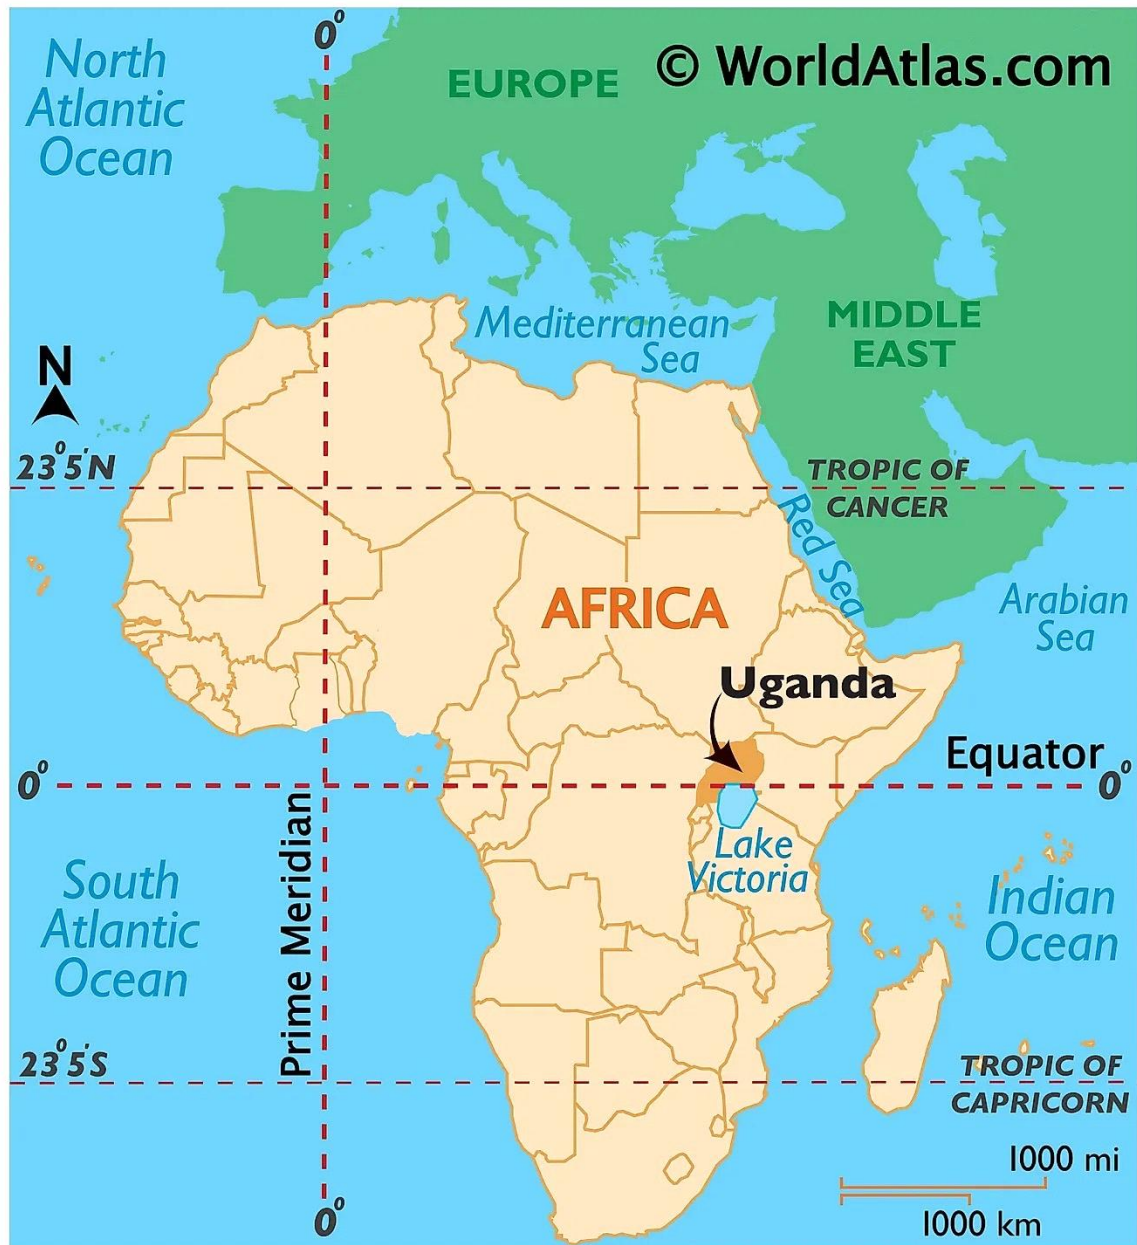 0°
North
Atlantic
Ocean
EUROPE
© WorldAtlas.com
Mediterranean
Sea
MIDDLE
EAST
N
23°5'N
TROPIC OF
CANCER
Red Sea
Arabian
Sea
AFRICA
Uganda
Equator
0°
0°
Prime Meridian
Lake
Victoria
South
Atlantic
Ocean
Indian
Ocean
23°5'S
TROPIC OF
CAPRICORN
1000 mi
1000 km
0°